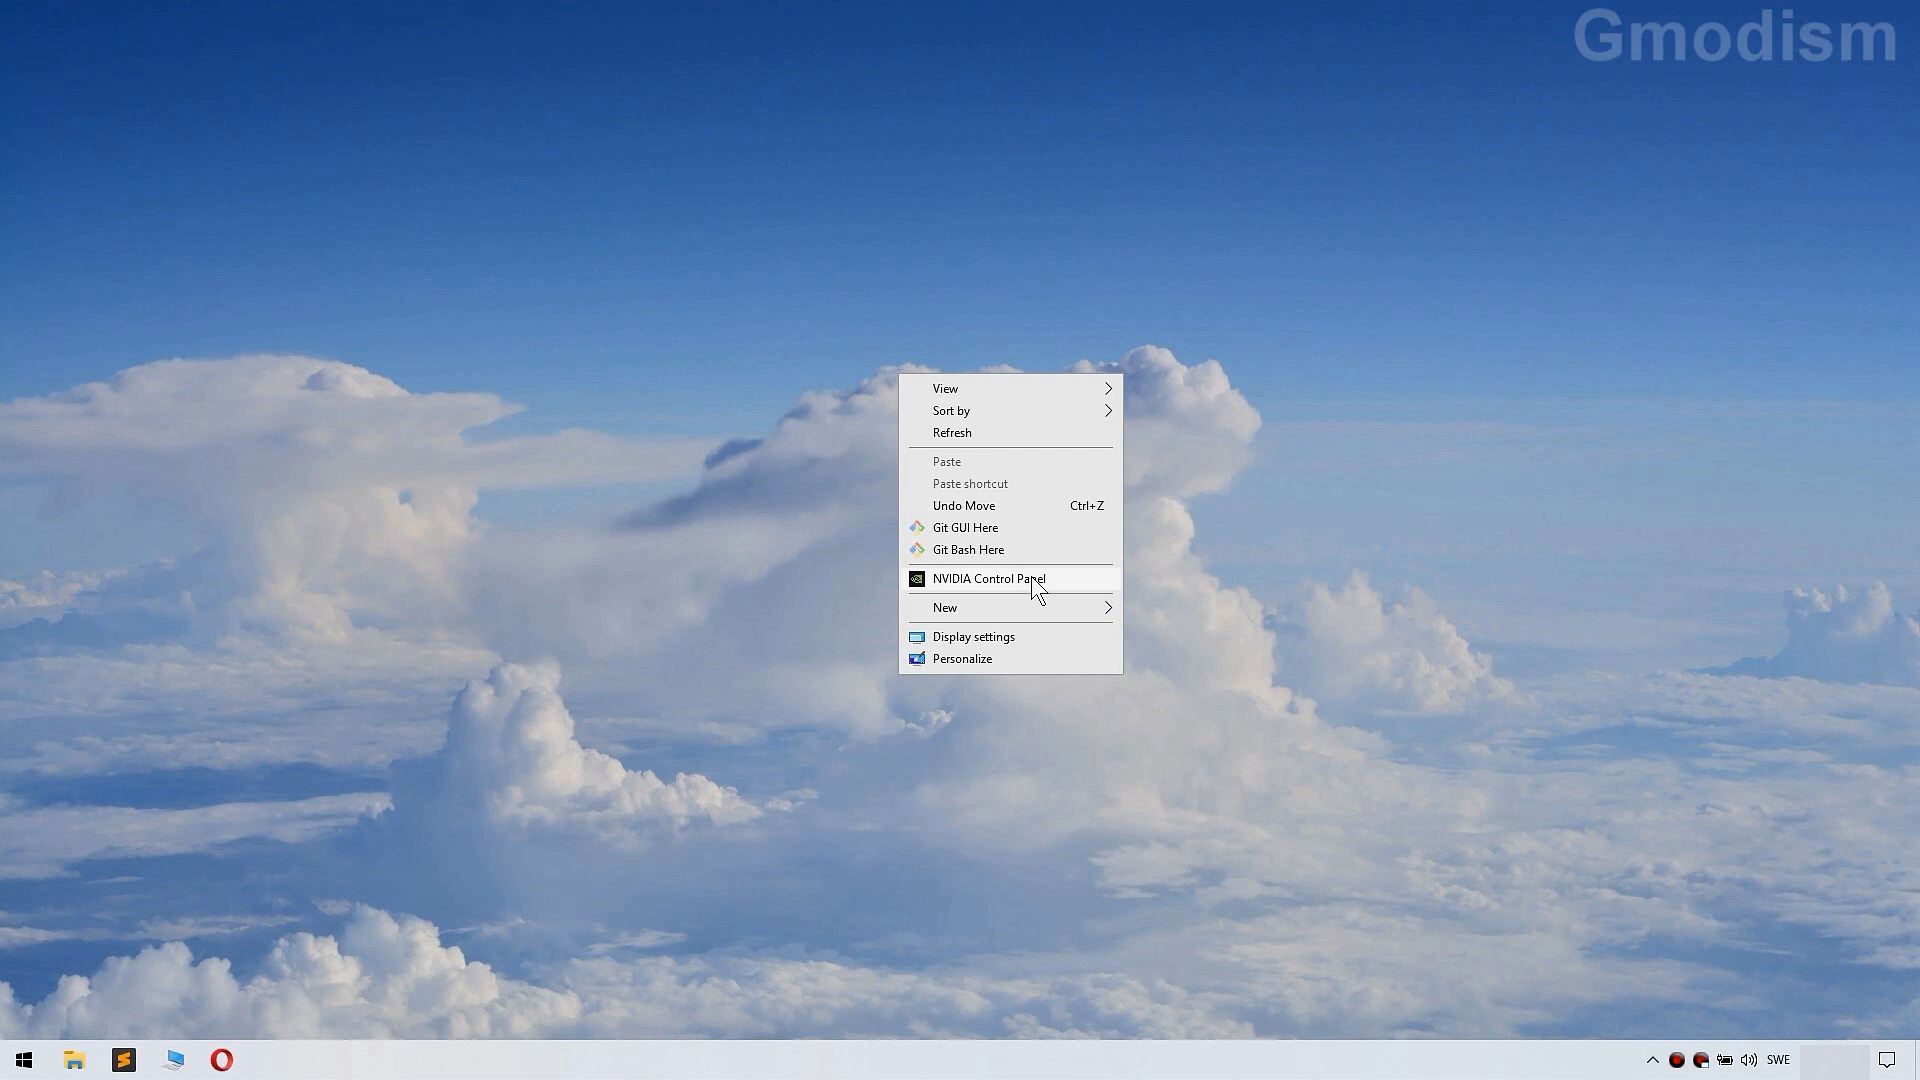 Gmodism
View
Sort by
Refresh
Paste
Paste shortcut
Undo Move Ctrl+Z
Git GUI Here
Git Bash Here
NVIDIA Control Panel
New
Display settings
Personalize
SWE